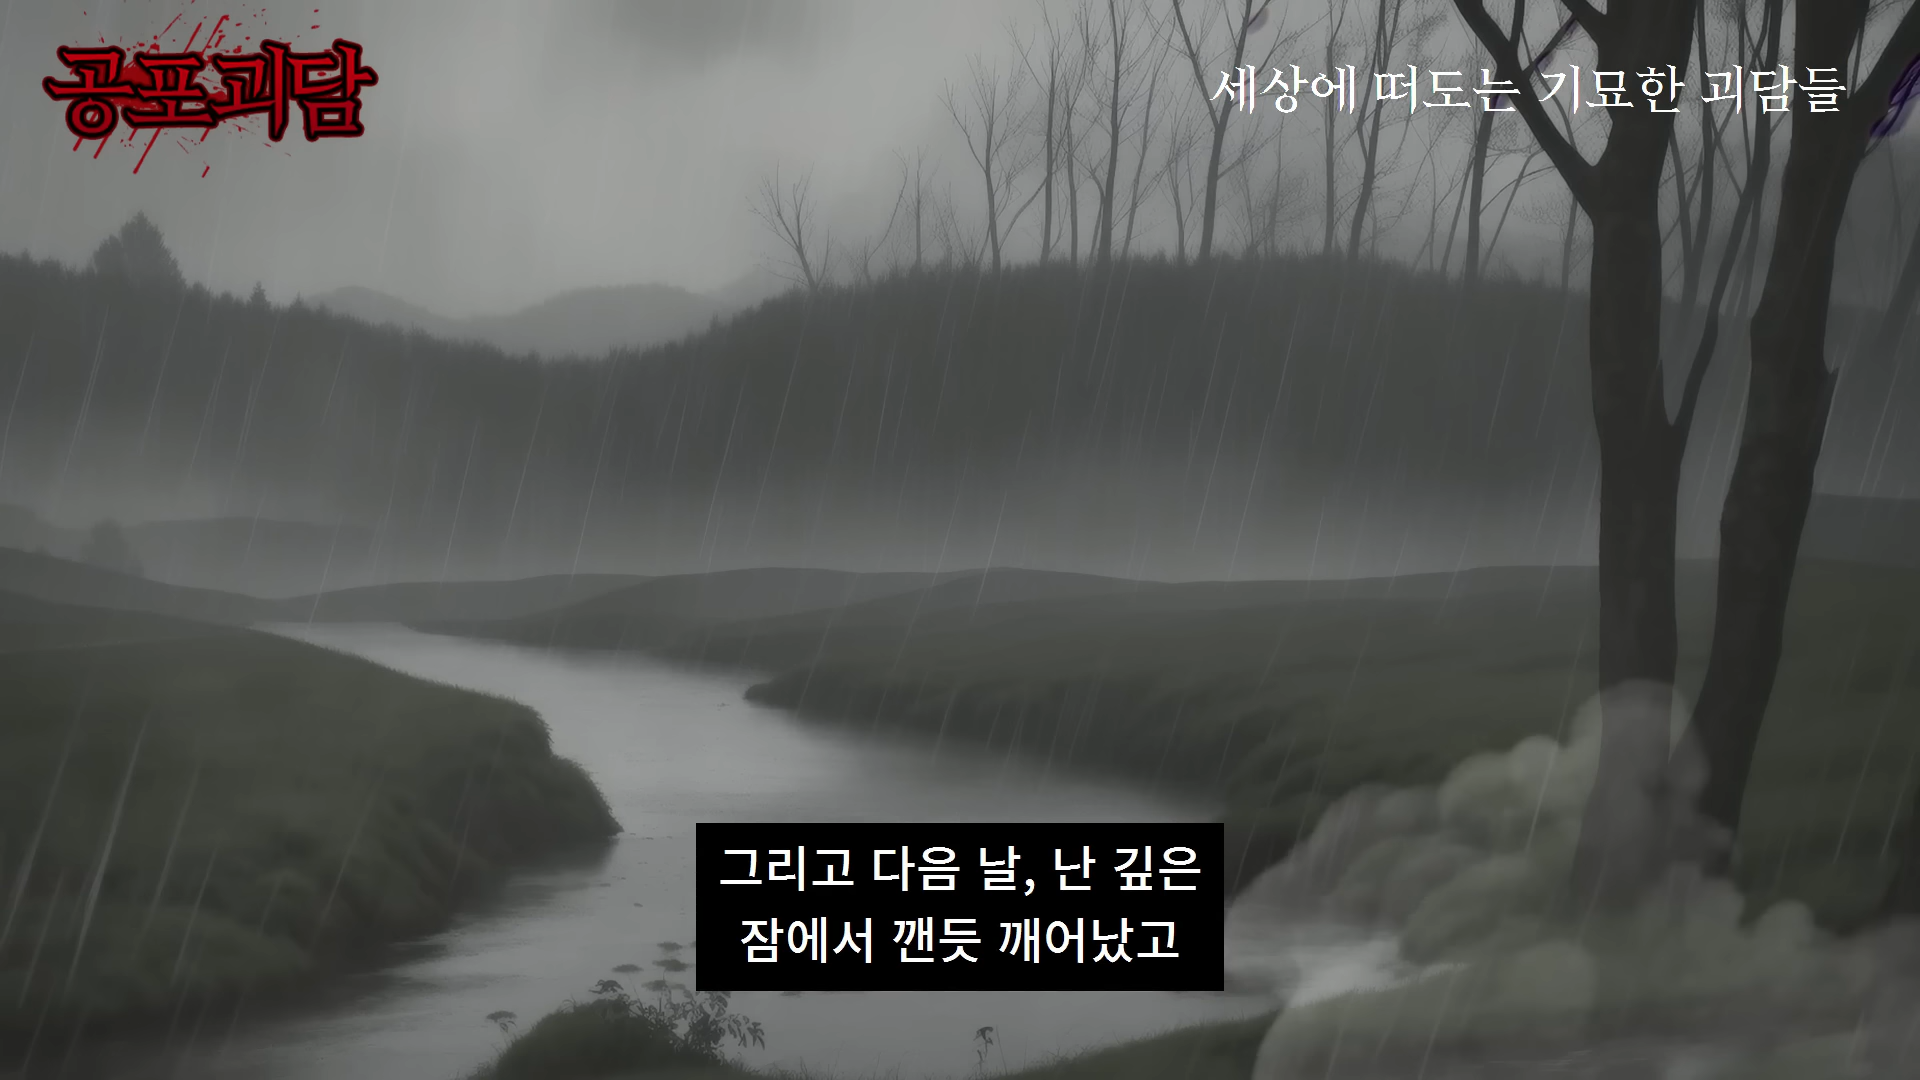 공포괴담
세상에 떠도는 기묘한 괴담들
그리고 다음 날, 난 깊은
잠에서 깬듯 깨어났고